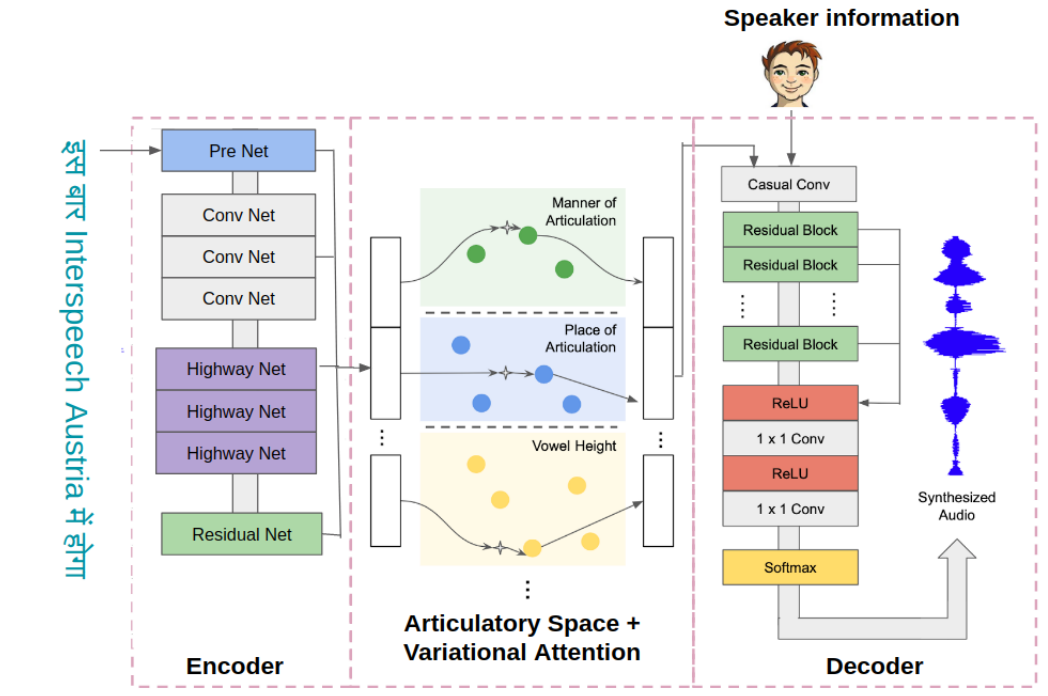 Speaker information
इस बार Interspeech Austria में होगा
Pre Net
Conv Net
Conv Net
Conv Net
Highway Net
Highway Net
Highway Net
Residual Net
Encoder
Manner of
Articulation
Place of
Articulation
Vowel Height
Articulatory Space +
Variational Attention
Casual Conv
Residual Block
Residual Block
Residual Block
ReLU
1 x 1 Conv
ReLU
1 x 1 Conv
Softmax
Synthesized
Audio
Decoder